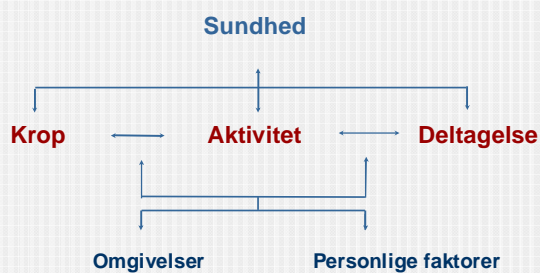 Sundhed
Krop Aktivitet Deltagelse
Omgivelser Personlige faktorer